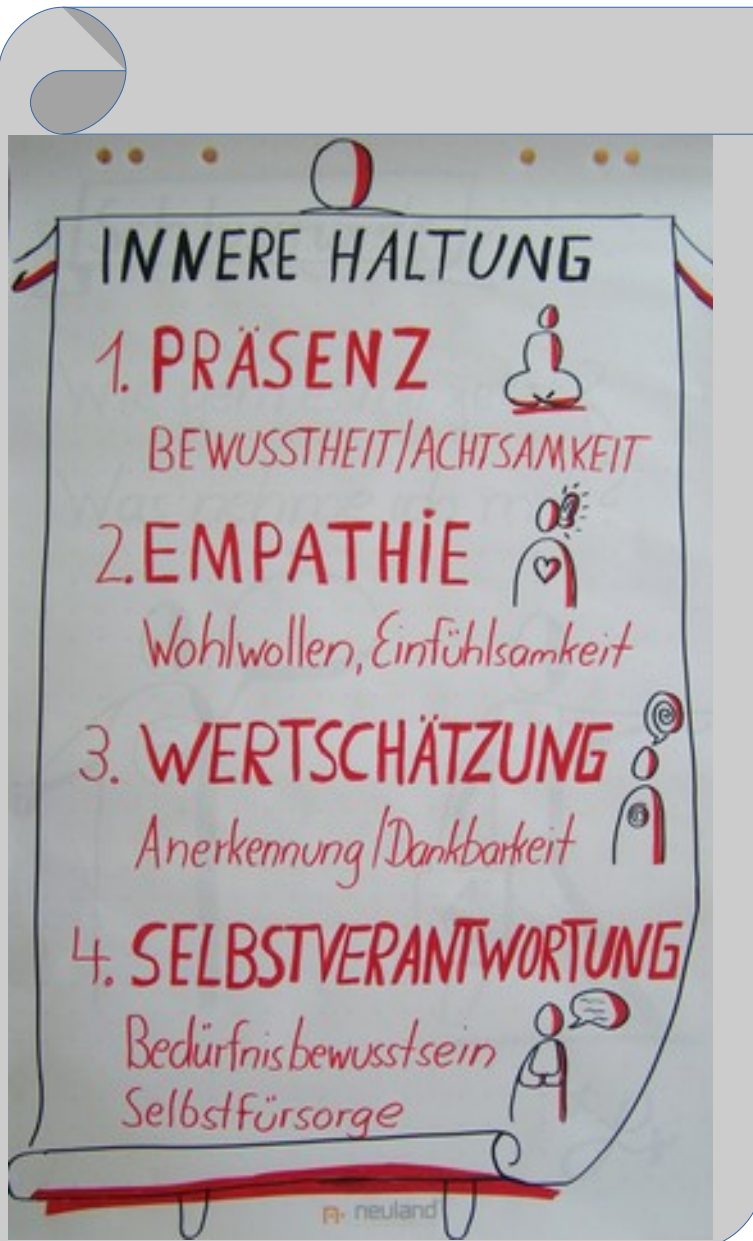 INNERE HALTUNG
1. PRÄSENZ
BEWUSSTHEIT/ACHTSAMKEIT
2. EMPATHIE
Wohlwollen, Einfühlsamkeit
3. WERTSCHÄTZUNG
Anerkennung/Dankbarkeit
4. SELBSTVERANTWORTUNG
Bedürfnisbewusstsein
Selbstfürsorge
neuland